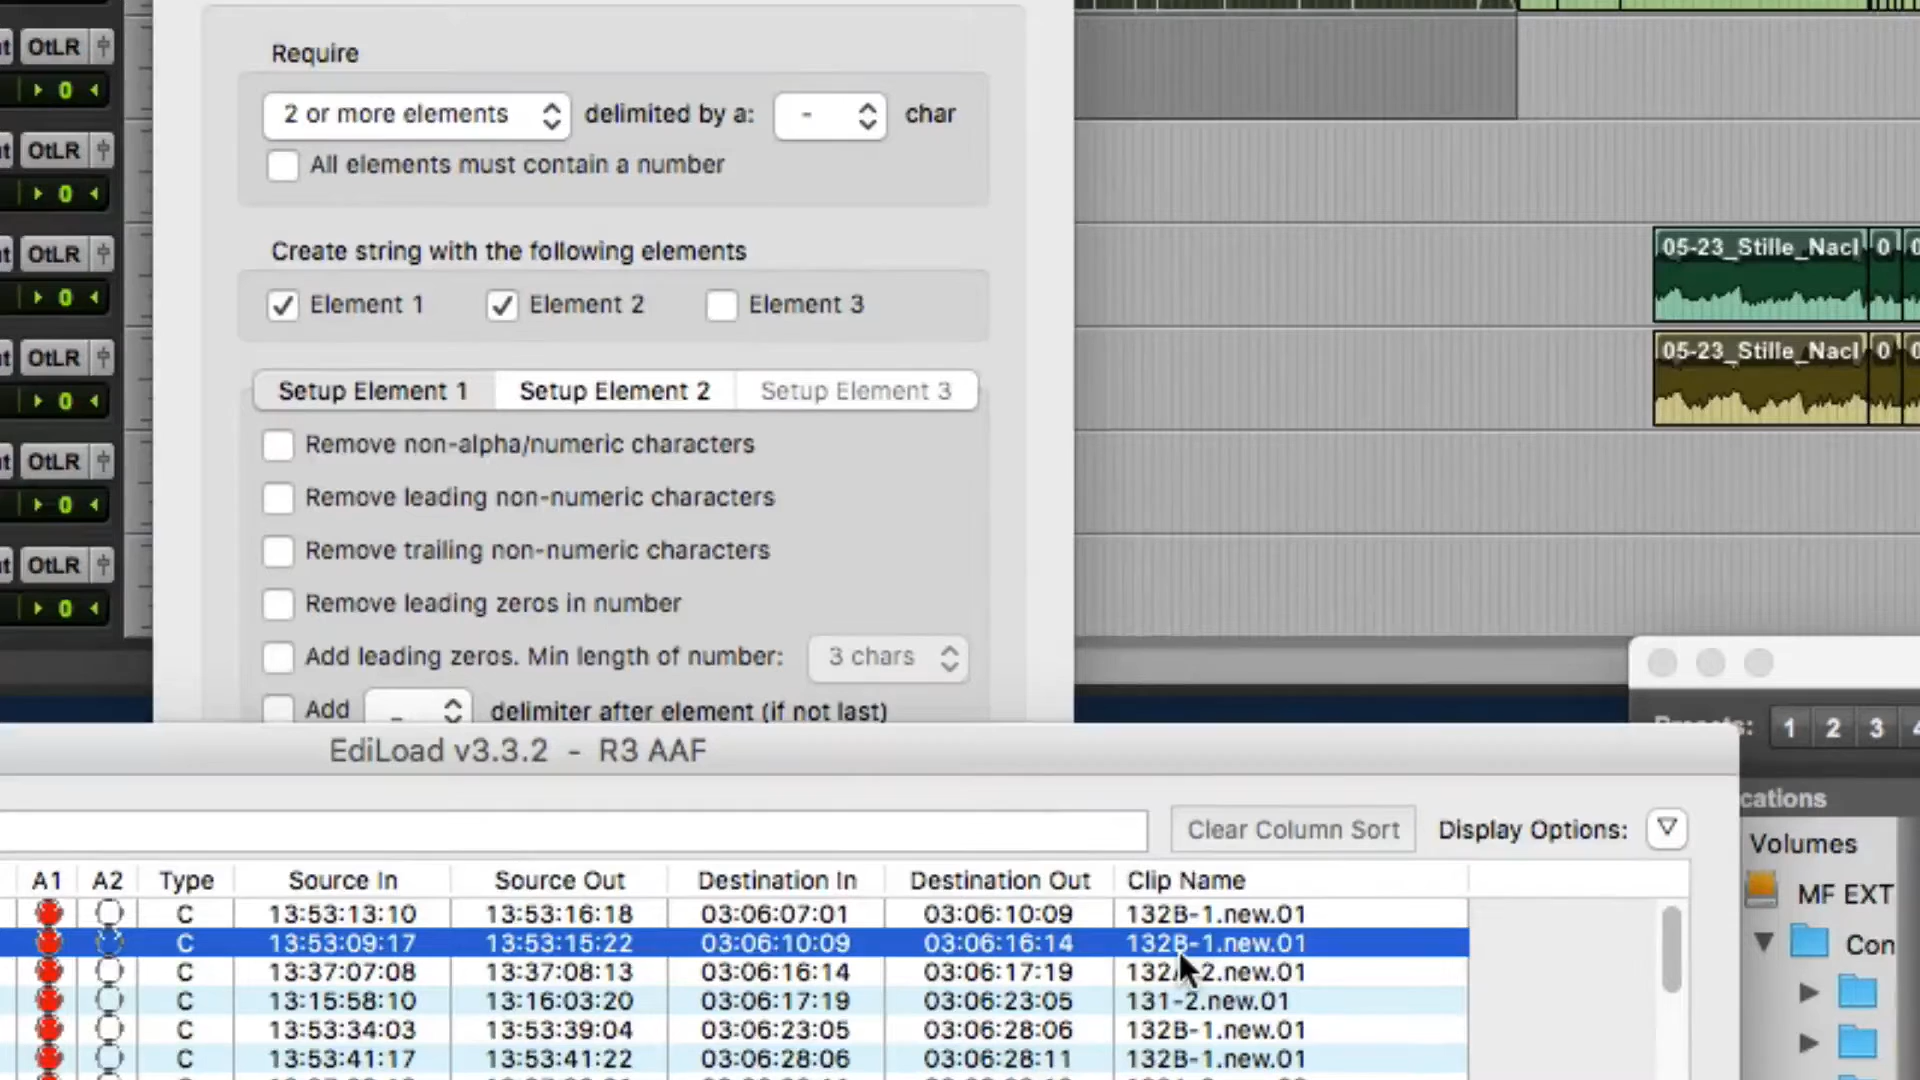 Require
2 or more elements delimited by a: - char
All elements must contain a number
Create string with the following elements
Element 1 Element 2 Element 3
Setup Element 1 Setup Element 2 Setup Element 3
Remove non-alpha/numeric characters
Remove leading non-numeric characters
Remove trailing non-numeric characters
Remove leading zeros in number
Add leading zeros. Min length of number: 3 chars
Add _ delimiter after element (if not last)
OtLR
0
OtLR
0
OtLR
0
OtLR
0
OtLR
0
OtLR
0
05-23_Stille_Nacl 0 0
05-23_Stille_Nacl 0 0
1 2 3 4
cations
Volumes
MF EXT
Con
EdiLoad v3.3.2 - R3 AAF
Clear Column Sort Display Options:
A1 A2 Type Source In Source Out Destination In Destination Out Clip Name
C 13:53:13:10 13:53:16:18 03:06:07:01 03:06:10:09 132B-1.new.01
C 13:53:09:17 13:53:15:22 03:06:10:09 03:06:16:14 132B-1.new.01
C 13:37:07:08 13:37:08:13 03:06:16:14 03:06:17:19 132A-2.new.01
C 13:15:58:10 13:16:03:20 03:06:17:19 03:06:23:05 131-2.new.01
C 13:53:34:03 13:53:39:04 03:06:23:05 03:06:28:06 132B-1.new.01
C 13:53:41:17 13:53:41:22 03:06:28:06 03:06:28:11 132B-1.new.01